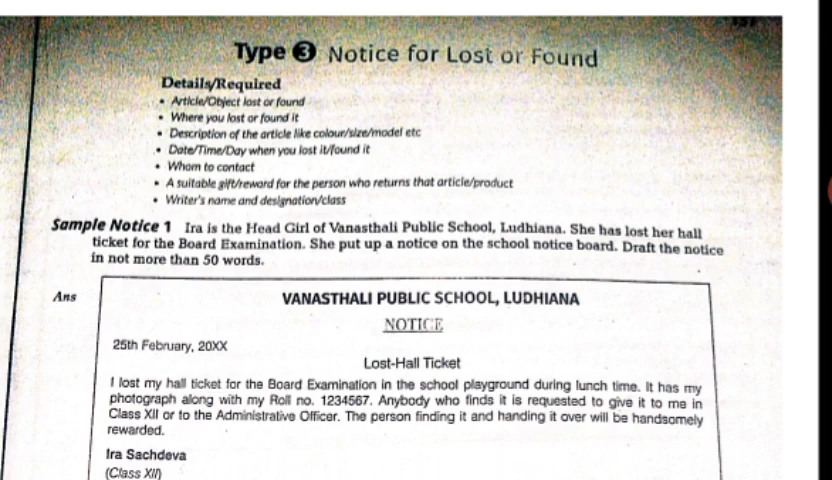 Type 3 Notice for Lost or Found
Details/Required
• Article/Object lost or found
• Where you lost or found it
• Description of the article like colour/size/model etc
• Date/Time/Day when you lost it/found it
• Whom to contact
• A suitable gift/reward for the person who returns that article/product
• Writer's name and designation/class
Sample Notice 1 Ira is the Head Girl of Vanasthali Public School, Ludhiana. She has lost her hall
ticket for the Board Examination. She put up a notice on the school notice board. Draft the notice
in not more than 50 words.
Ans
VANASTHALI PUBLIC SCHOOL, LUDHIANA
NOTICE
25th February, 20XX
Lost-Hall Ticket
I lost my hall ticket for the Board Examination in the school playground during lunch time. It has my
photograph along with my Roll no. 1234567. Anybody who finds it is requested to give it to me in
Class XII or to the Administrative Officer. The person finding it and handing it over will be handsomely
rewarded.
Ira Sachdeva
(Class XII)